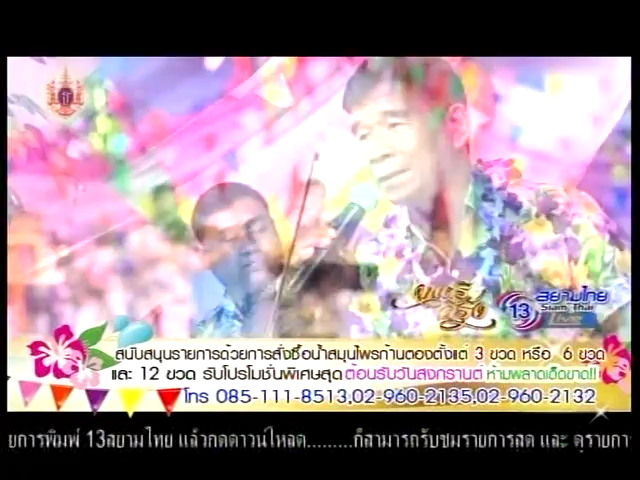 13 สยามไทย
Siam Thai
สนับสนุนรายการด้วยการสั่งซื้อน้ำสมุนไพรก้านตองตั้งแต่ 3 ขวด หรือ 6 ขวด
และ 12 ขวด รับโปรโมชั่นพิเศษสุด ต้อนรับวันสงกรานต์ ห้ามพลาดเด็ดขาด!!
โทร 085-111-8513,02-960-2135,02-960-2132
ยการพิมพ์ 13สยามไทย แล้วกดดาวน์โหลด.........ก็สามารถรับชมรายการสด และ ดูรายกา